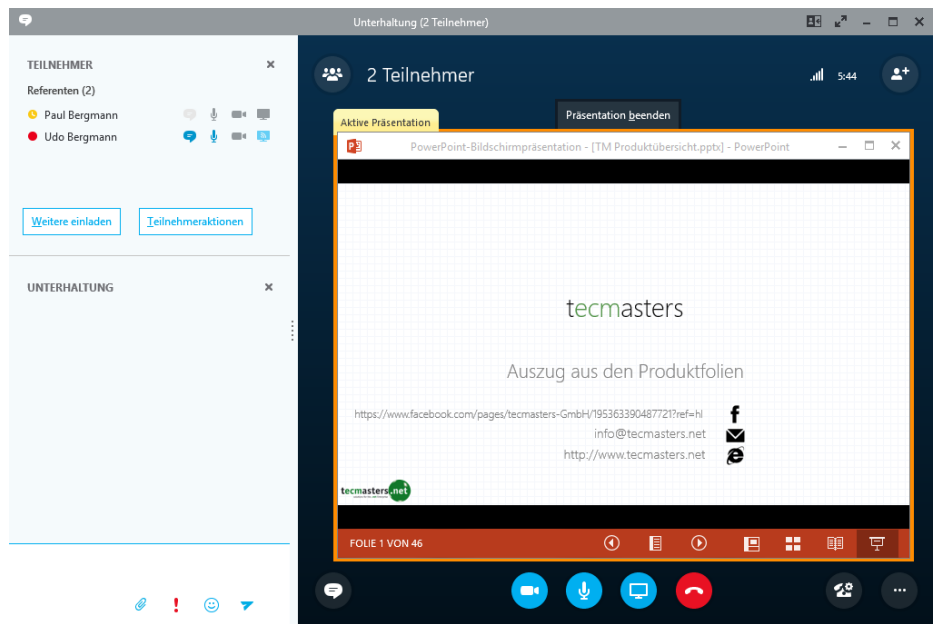 Unterhaltung (2 Teilnehmer)
TEILNEHMER
Referenten (2)
Paul Bergmann
Udo Bergmann
Weitere einladen
Teilnehmeraktionen
UNTERHALTUNG
2 Teilnehmer
5:44
Präsentation beenden
Aktive Präsentation
PowerPoint-Bildschirmpräsentation - [TM Produktübersicht.pptx] - PowerPoint
tecmasters
Auszug aus den Produktfolien
https://www.facebook.com/pages/tecmasters-GmbH/195363390487721?ref=hl
info@tecmasters.net
http://www.tecmasters.net
tecmasters.net
FOLIE 1 VON 46